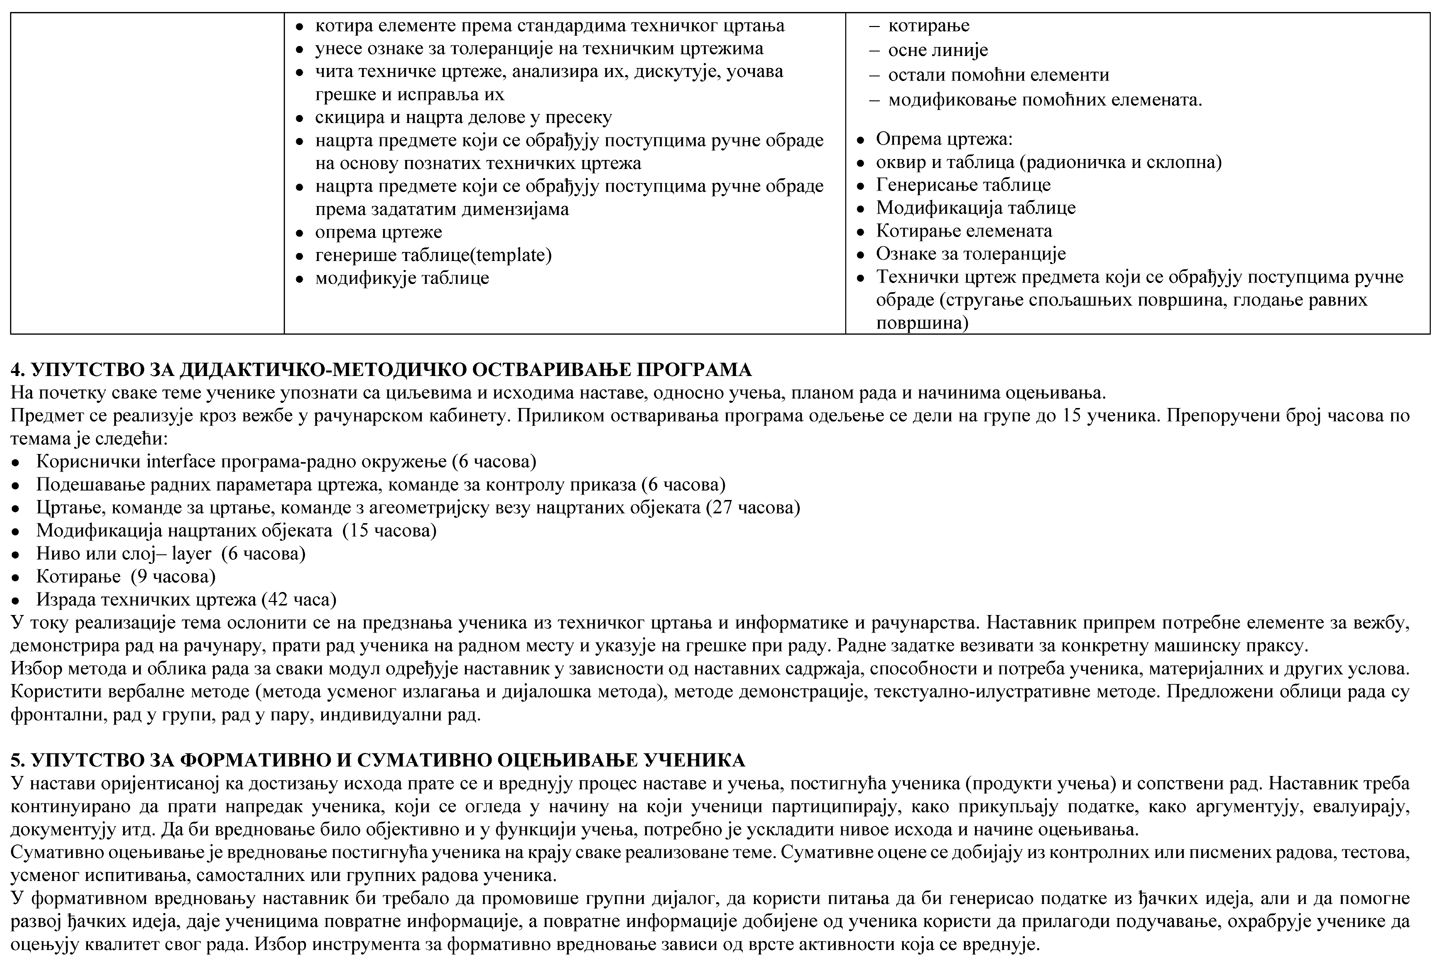 • котира елементе према стандардима техничког цртања
• унесе ознаке за толеранције на техничким цртежима
• чита техничке цртеже, анализира их, дискутује, уочава
грешке и исправља их
• скицира и нацрта делове у пресеку
• нацрта предмете који се обрађују поступцима ручне обраде
на основу познатих техничких цртежа
• нацрта предмете који се обрађују поступцима ручне обраде
према задататим димензијама
• опрема цртеже
• генерише таблице(template)
• модификује таблице
– котирање
– осне линије
– остали помоћни елементи
– модификовање помоћних елемената.
• Опрема цртежа:
• оквир и таблица (радионичка и склопна)
• Генерисање таблице
• Модификација таблице
• Котирање елемената
• Ознаке за толеранције
• Технички цртеж предмета који се обрађују поступцима ручне
обраде (стругање спољашњих површина, глодање равних
површина)
4. УПУТСТВО ЗА ДИДАКТИЧКО-МЕТОДИЧКО ОСТВАРИВАЊЕ ПРОГРАМА
На почетку сваке теме ученике упознати са циљевима и исходима наставе, односно учења, планом рада и начинима оцењивања.
Предмет се реализује кроз вежбе у рачунарском кабинету. Приликом остваривања програма одељење се дели на групе до 15 ученика. Препоручени број часова по
темама је следећи:
• Кориснички interface програма-радно окружење (6 часова)
• Подешавање радних параметара цртежа, команде за контролу приказа (6 часова)
• Цртање, команде за цртање, команде з агеометријску везу нацртаних објеката (27 часова)
• Модификација нацртаних објеката  (15 часова)
• Ниво или слој– layer  (6 часова)
• Котирање  (9 часова)
• Израда техничких цртежа (42 часа)
У току реализације тема ослонити се на предзнања ученика из техничког цртања и информатике и рачунарства. Наставник припрем потребне елементе за вежбу,
демонстрира рад на рачунару, прати рад ученика на радном месту и указује на грешке при раду. Радне задатке везивати за конкретну машинску праксу.
Избор метода и облика рада за сваки модул одређује наставник у зависности од наставних садржаја, способности и потреба ученика, материјалних и других услова.
Користити вербалне методе (метода усменог излагања и дијалошка метода), методе демонстрације, текстуално-илустративне методе. Предложени облици рада су
фронтални, рад у групи, рад у пару, индивидуални рад.
5. УПУТСТВО ЗА ФОРМАТИВНО И СУМАТИВНО ОЦЕЊИВАЊЕ УЧЕНИКА
У настави оријентисаној ка достизању исхода прате се и вреднују процес наставе и учења, постигнућа ученика (продукти учења) и сопствени рад. Наставник треба
континуирано да прати напредак ученика, који се огледа у начину на који ученици партиципирају, како прикупљају податке, како аргументују, евалуирају,
документују итд. Да би вредновање било објективно и у функцији учења, потребно је ускладити нивое исхода и начине оцењивања.
Сумативно оцењивање је вредновање постигнућа ученика на крају сваке реализоване теме. Сумативне оцене се добијају из контролних или писмених радова, тестова,
усменог испитивања, самосталних или групних радова ученика.
У формативном вредновању наставник би требало да промовише групни дијалог, да користи питања да би генерисао податке из ђачких идеја, али и да помогне
развој ђачких идеја, даје ученицима повратне информације, а повратне информације добијене од ученика користи да прилагоди подучавање, охрабрује ученике да
оцењују квалитет свог рада. Избор инструмента за формативно вредновање зависи од врсте активности која се вреднује.